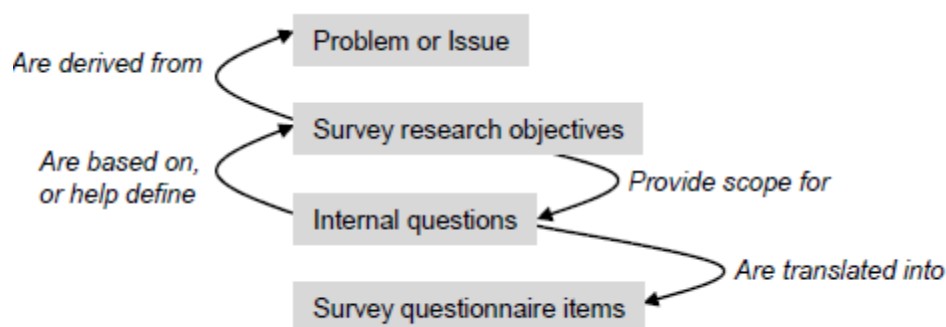 Problem or Issue
Are derived from
Survey research objectives
Are based on,
or help define
Provide scope for
Internal questions
Are translated into
Survey questionnaire items